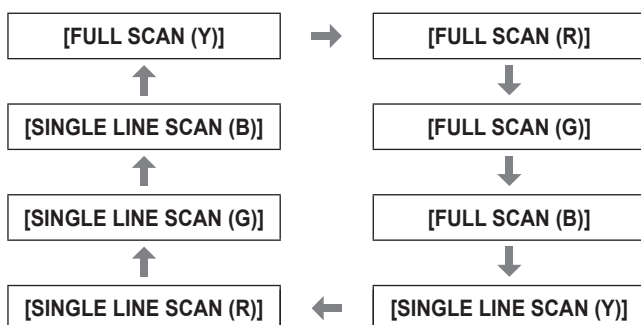 [FULL SCAN (Y)]
[FULL SCAN (R)]
[SINGLE LINE SCAN (B)]
[FULL SCAN (G)]
[SINGLE LINE SCAN (G)]
[FULL SCAN (B)]
[SINGLE LINE SCAN (R)]
[SINGLE LINE SCAN (Y)]